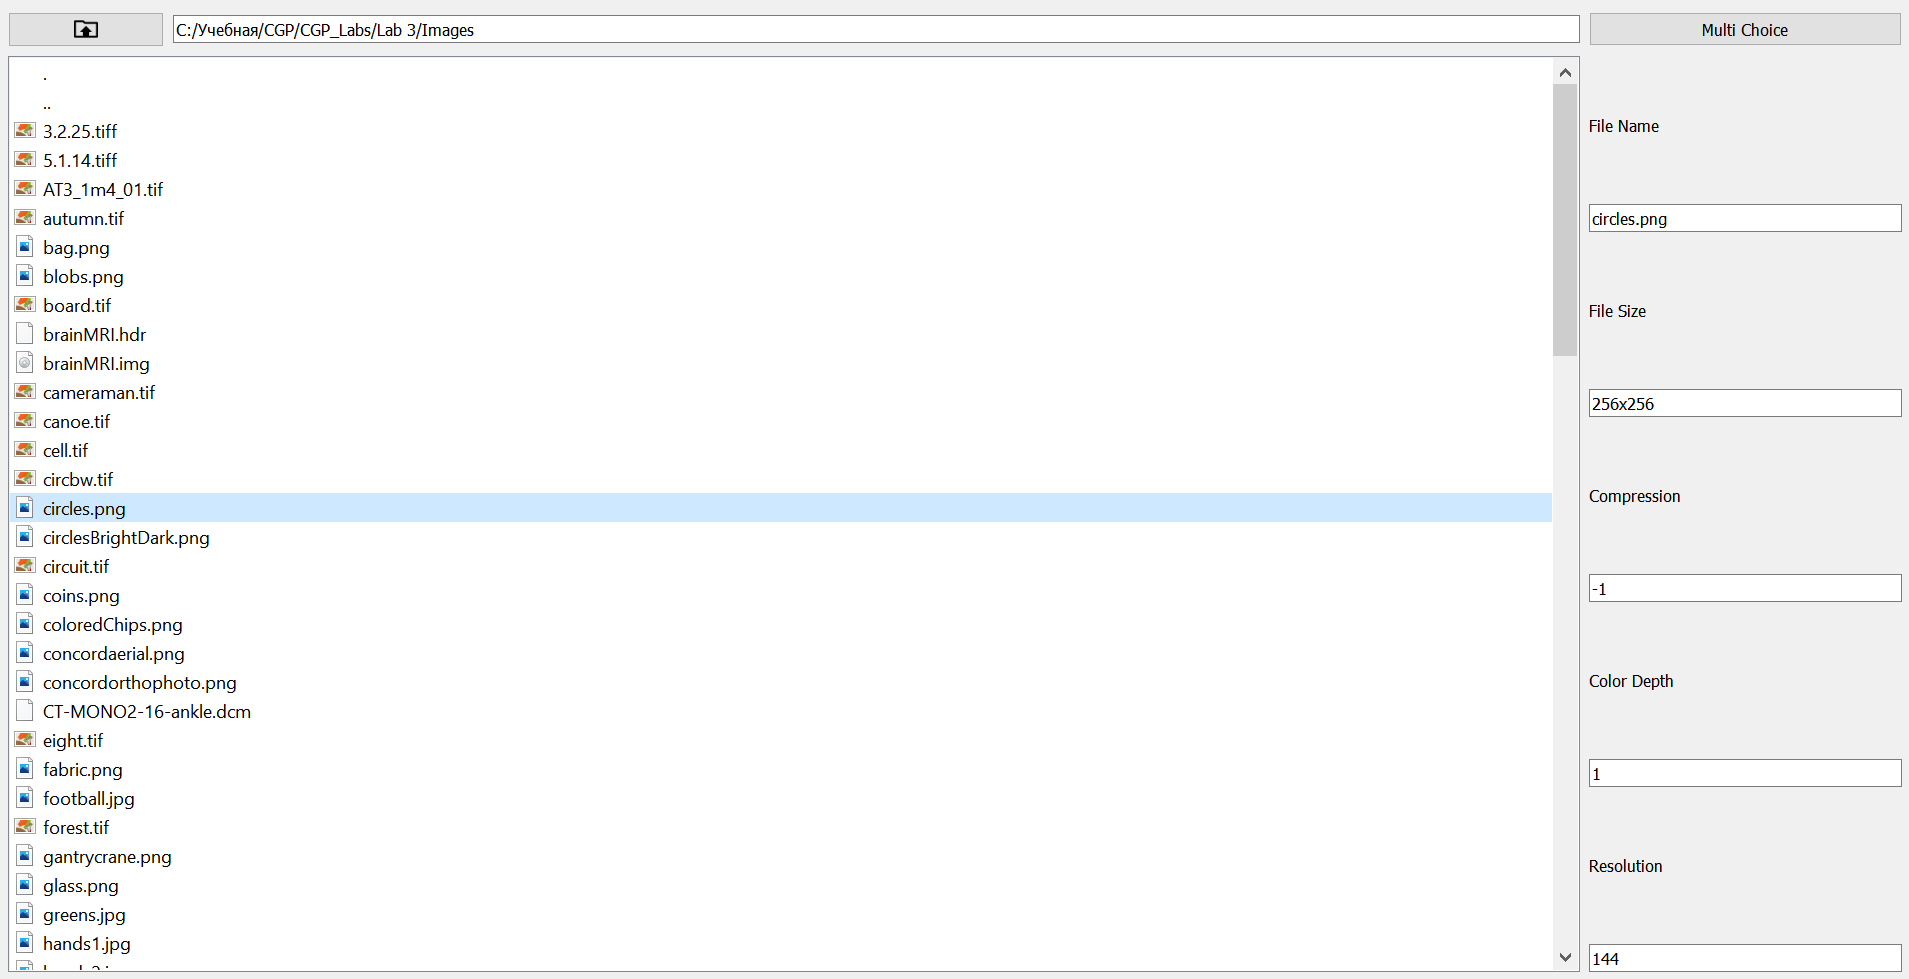 C:/Учебная/CGP/CGP_Labs/Lab 3/Images
Multi Choice
.
..
3.2.25.tiff
5.1.14.tiff
AT3_1m4_01.tif
autumn.tif
bag.png
blobs.png
board.tif
brainMRI.hdr
brainMRI.img
cameraman.tif
canoe.tif
cell.tif
circbw.tif
circles.png
circlesBrightDark.png
circuit.tif
coins.png
coloredChips.png
concordaerial.png
concordorthophoto.png
CT-MONO2-16-ankle.dcm
eight.tif
fabric.png
football.jpg
forest.tif
gantrycrane.png
glass.png
greens.jpg
hands1.jpg
File Name
circles.png
File Size
256x256
Compression
-1
Color Depth
1
Resolution
144